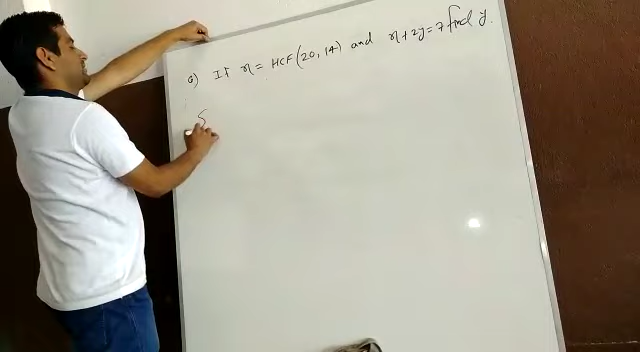 Q) If x = HCF(20, 14) and x+2y=7 find y.
S